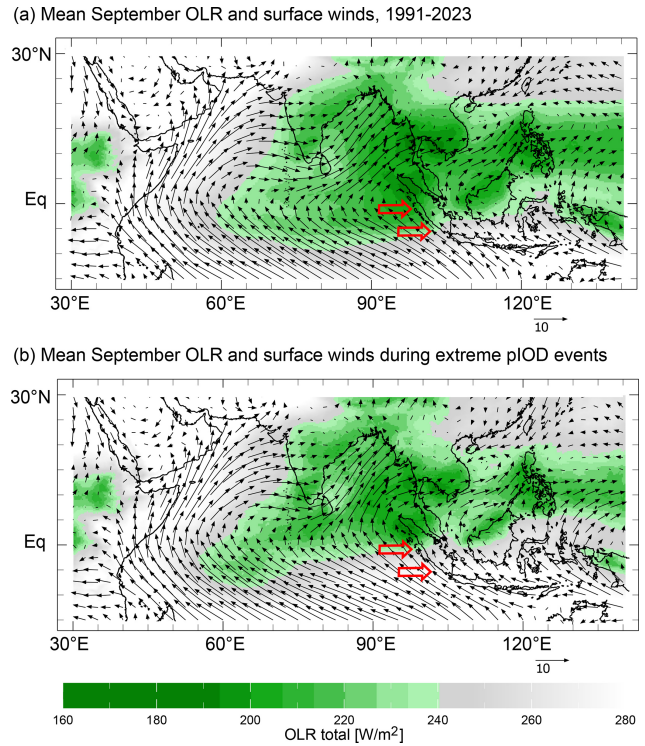 (a) Mean September OLR and surface winds, 1991-2023
30°N
Eq
30°E 60°E 90°E 120°E
10
(b) Mean September OLR and surface winds during extreme pIOD events
30°N
Eq
30°E 60°E 90°E 120°E
10
160 180 200 220 240 260 280
OLR total [W/m²]